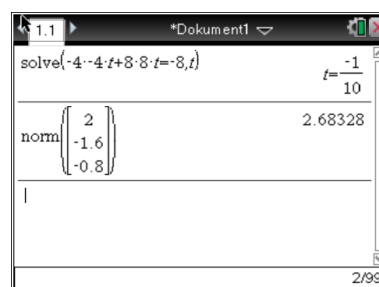 1.1 *Dokument1
solve(-4·-4·t+8·8·t=-8,t)
t=-1/10
norm([2
-1.6
-0.8])
2.68328
2/99